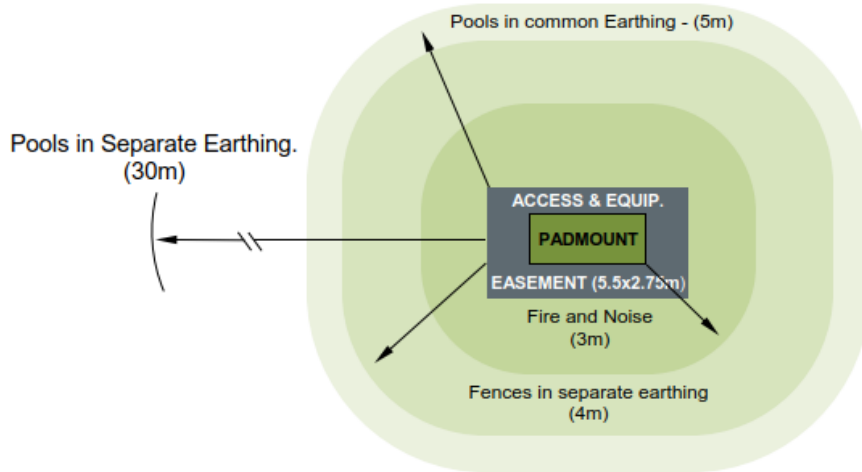 Pools in common Earthing - (5m)
Pools in Separate Earthing.
(30m)
ACCESS & EQUIP.
PADMOUNT
EASEMENT (5.5x2.75m)
Fire and Noise
(3m)
Fences in separate earthing
(4m)